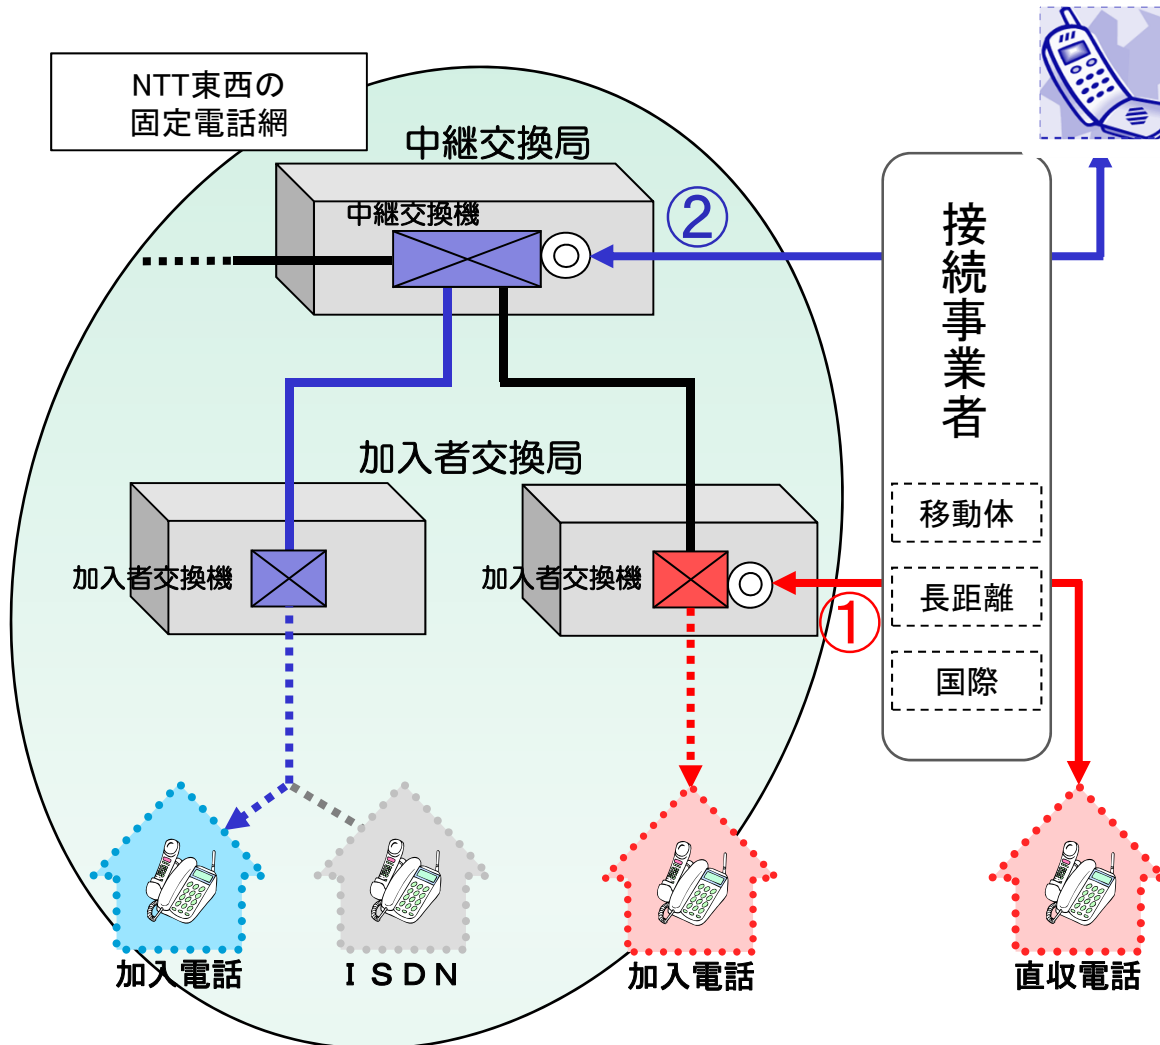 NTT東西の
固定電話網
中継交換局
中継交換機
②
接続事業者
加入者交換局
移動体
加入者交換機
加入者交換機
長距離
①
国際
加入電話
ＩＳＤＮ
加入電話
直収電話